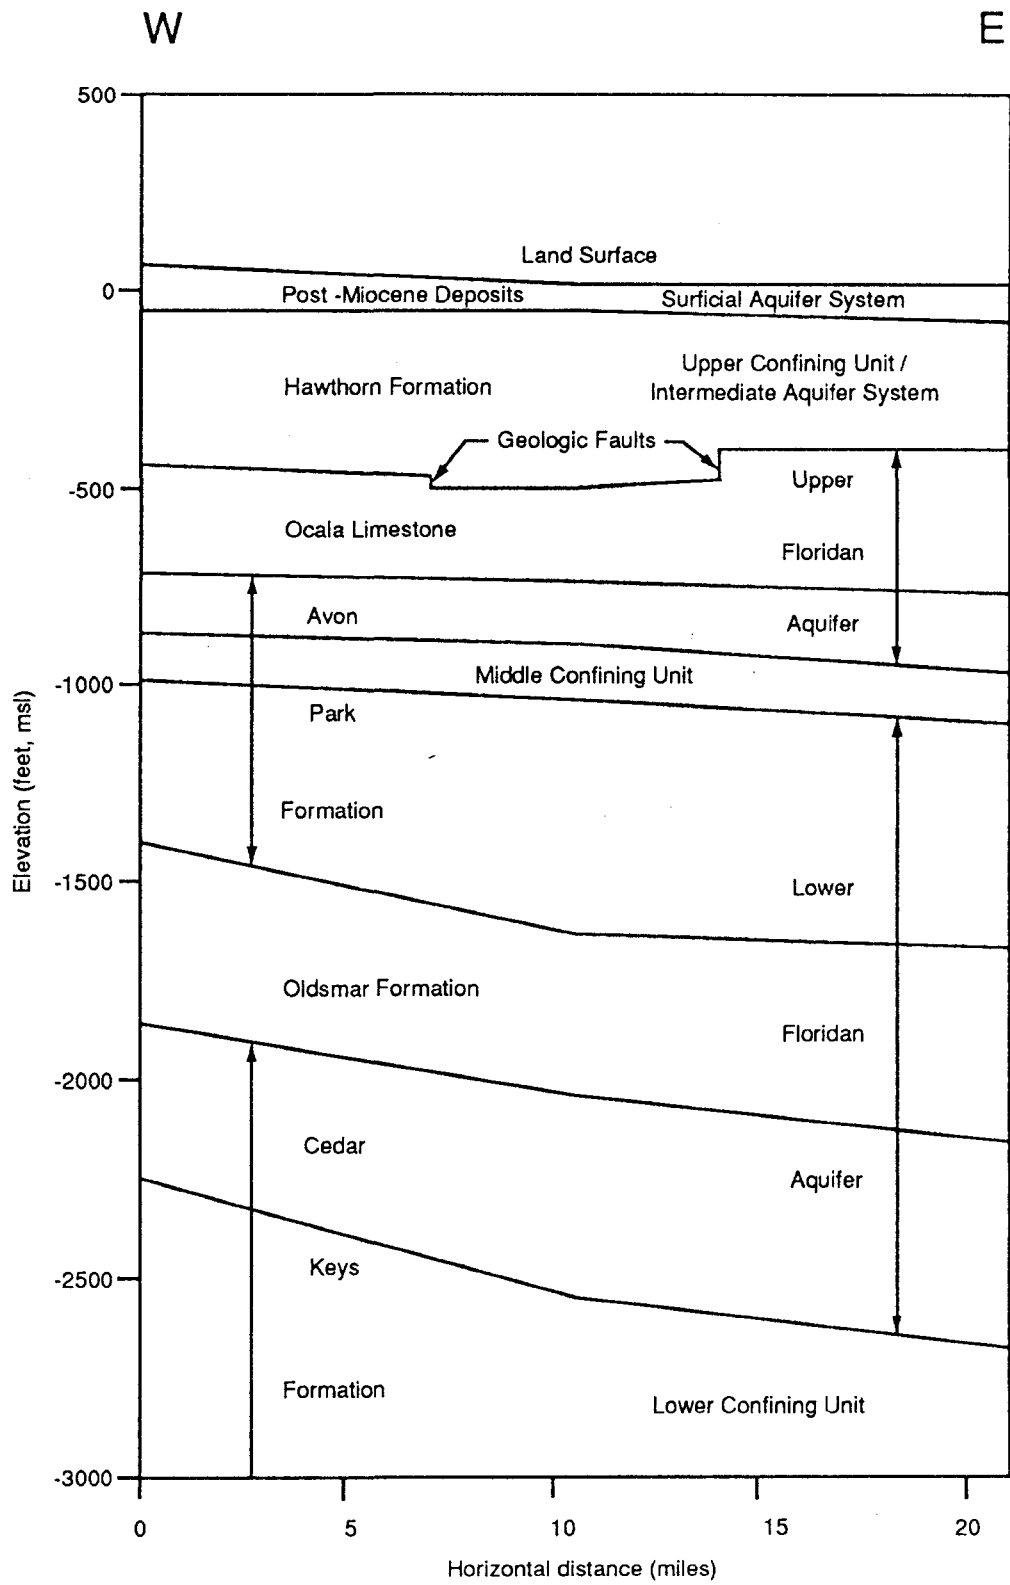 W
E
500
Land Surface
0
Post -Miocene Deposits
Surficial Aquifer System
Upper Confining Unit /
Intermediate Aquifer System
Hawthorn Formation
Geologic Faults
-500
Upper
Ocala Limestone
Floridan
Avon
Aquifer
Middle Confining Unit
-1000
Park
Elevation (feet, msl)
Formation
-1500
Lower
Oldsmar Formation
Floridan
-2000
Cedar
Aquifer
Keys
-2500
Formation
Lower Confining Unit
-3000
0
5
10
15
20
Horizontal distance (miles)